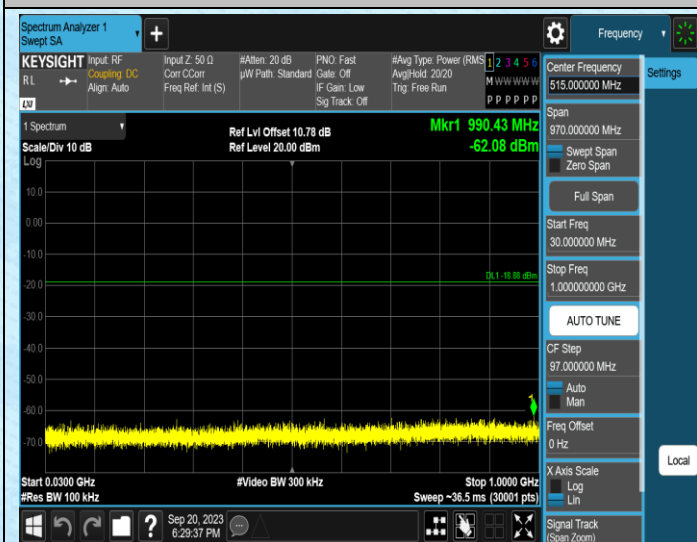 Spectrum Analyzer 1
Swept SA
+
Frequency
KEYSIGHT
R L
LXI
Input: RF
Coupling: DC
Align: Auto
Input Z: 50 Ω
Corr CCorr
Freq Ref: Int (S)
#Atten: 20 dB
µW Path: Standard
PNO: Fast
Gate: Off
IF Gain: Low
Sig Track: Off
#Avg Type: Power (RMS
Avg|Hold: 20/20
Trig: Free Run
1 2 3 4 5 6
M W W W W W
P P P P P P
1 Spectrum
Scale/Div 10 dB
Log
Ref Lvl Offset 10.78 dB
Ref Level 20.00 dBm
Mkr1 990.43 MHz
-62.08 dBm
10.0
0.00
-10.0
-20.0
-30.0
-40.0
-50.0
-60.0
-70.0
DL1 -18.88 dBm
1
Start 0.0300 GHz
#Res BW 100 kHz
#Video BW 300 kHz
Stop 1.0000 GHz
Sweep ~36.5 ms (30001 pts)
?
Sep 20, 2023
6:29:37 PM
Center Frequency
515.000000 MHz
Span
970.000000 MHz
Swept Span
Zero Span
Full Span
Start Freq
30.000000 MHz
Stop Freq
1.000000000 GHz
AUTO TUNE
CF Step
97.000000 MHz
Auto
Man
Freq Offset
0 Hz
X Axis Scale
Log
Lin
Signal Track
(Span Zoom)
Settings
Local